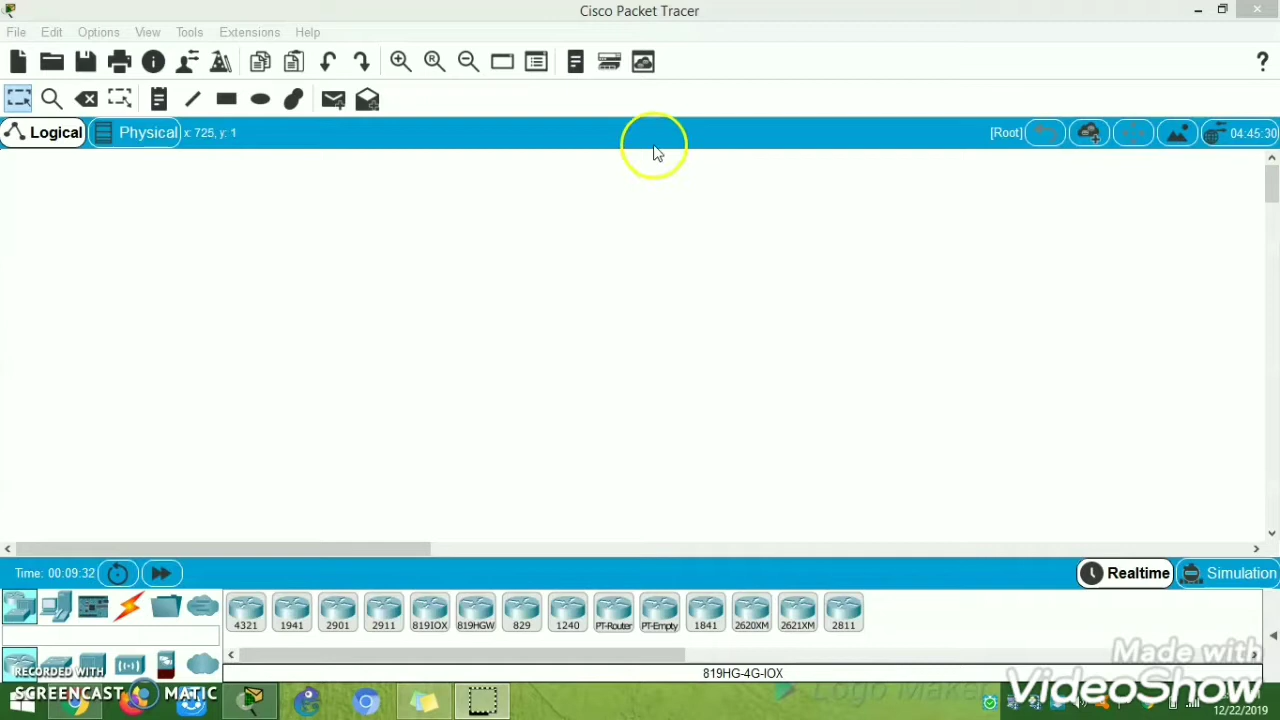 Cisco Packet Tracer
File Edit Options View Tools Extensions Help
Logical Physical x: 725, y: 1 [Root] 04:45:30
Time: 00:09:32 Realtime Simulation
4321 1941 2901 2911 819IOX 819HGW 829 1240 PT-Router PT-Empty 1841 2620XM 2621XM 2811
819HG-4G-IOX
RECORDED WITH
SCREENCAST MATIC
Made with
VideoShow
Logo Maka
12/22/2019